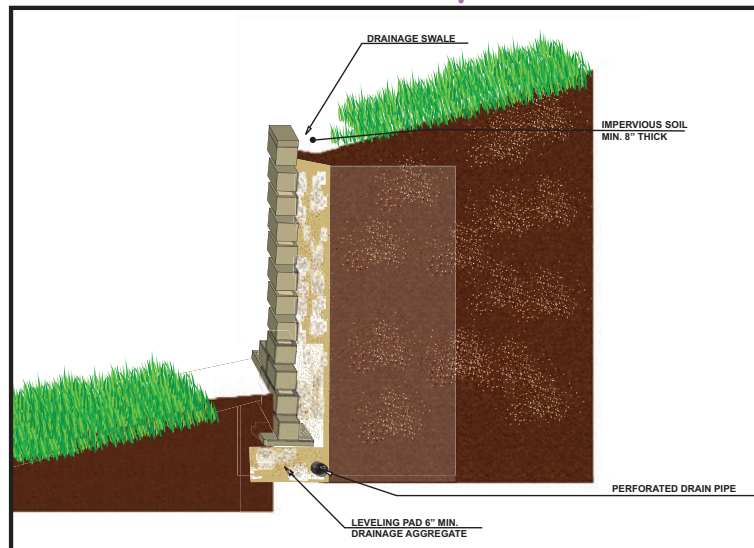 DRAINAGE SWALE
IMPERVIOUS SOIL
MIN. 8” THICK
PERFORATED DRAIN PIPE
LEVELING PAD 6” MIN.
DRAINAGE AGGREGATE